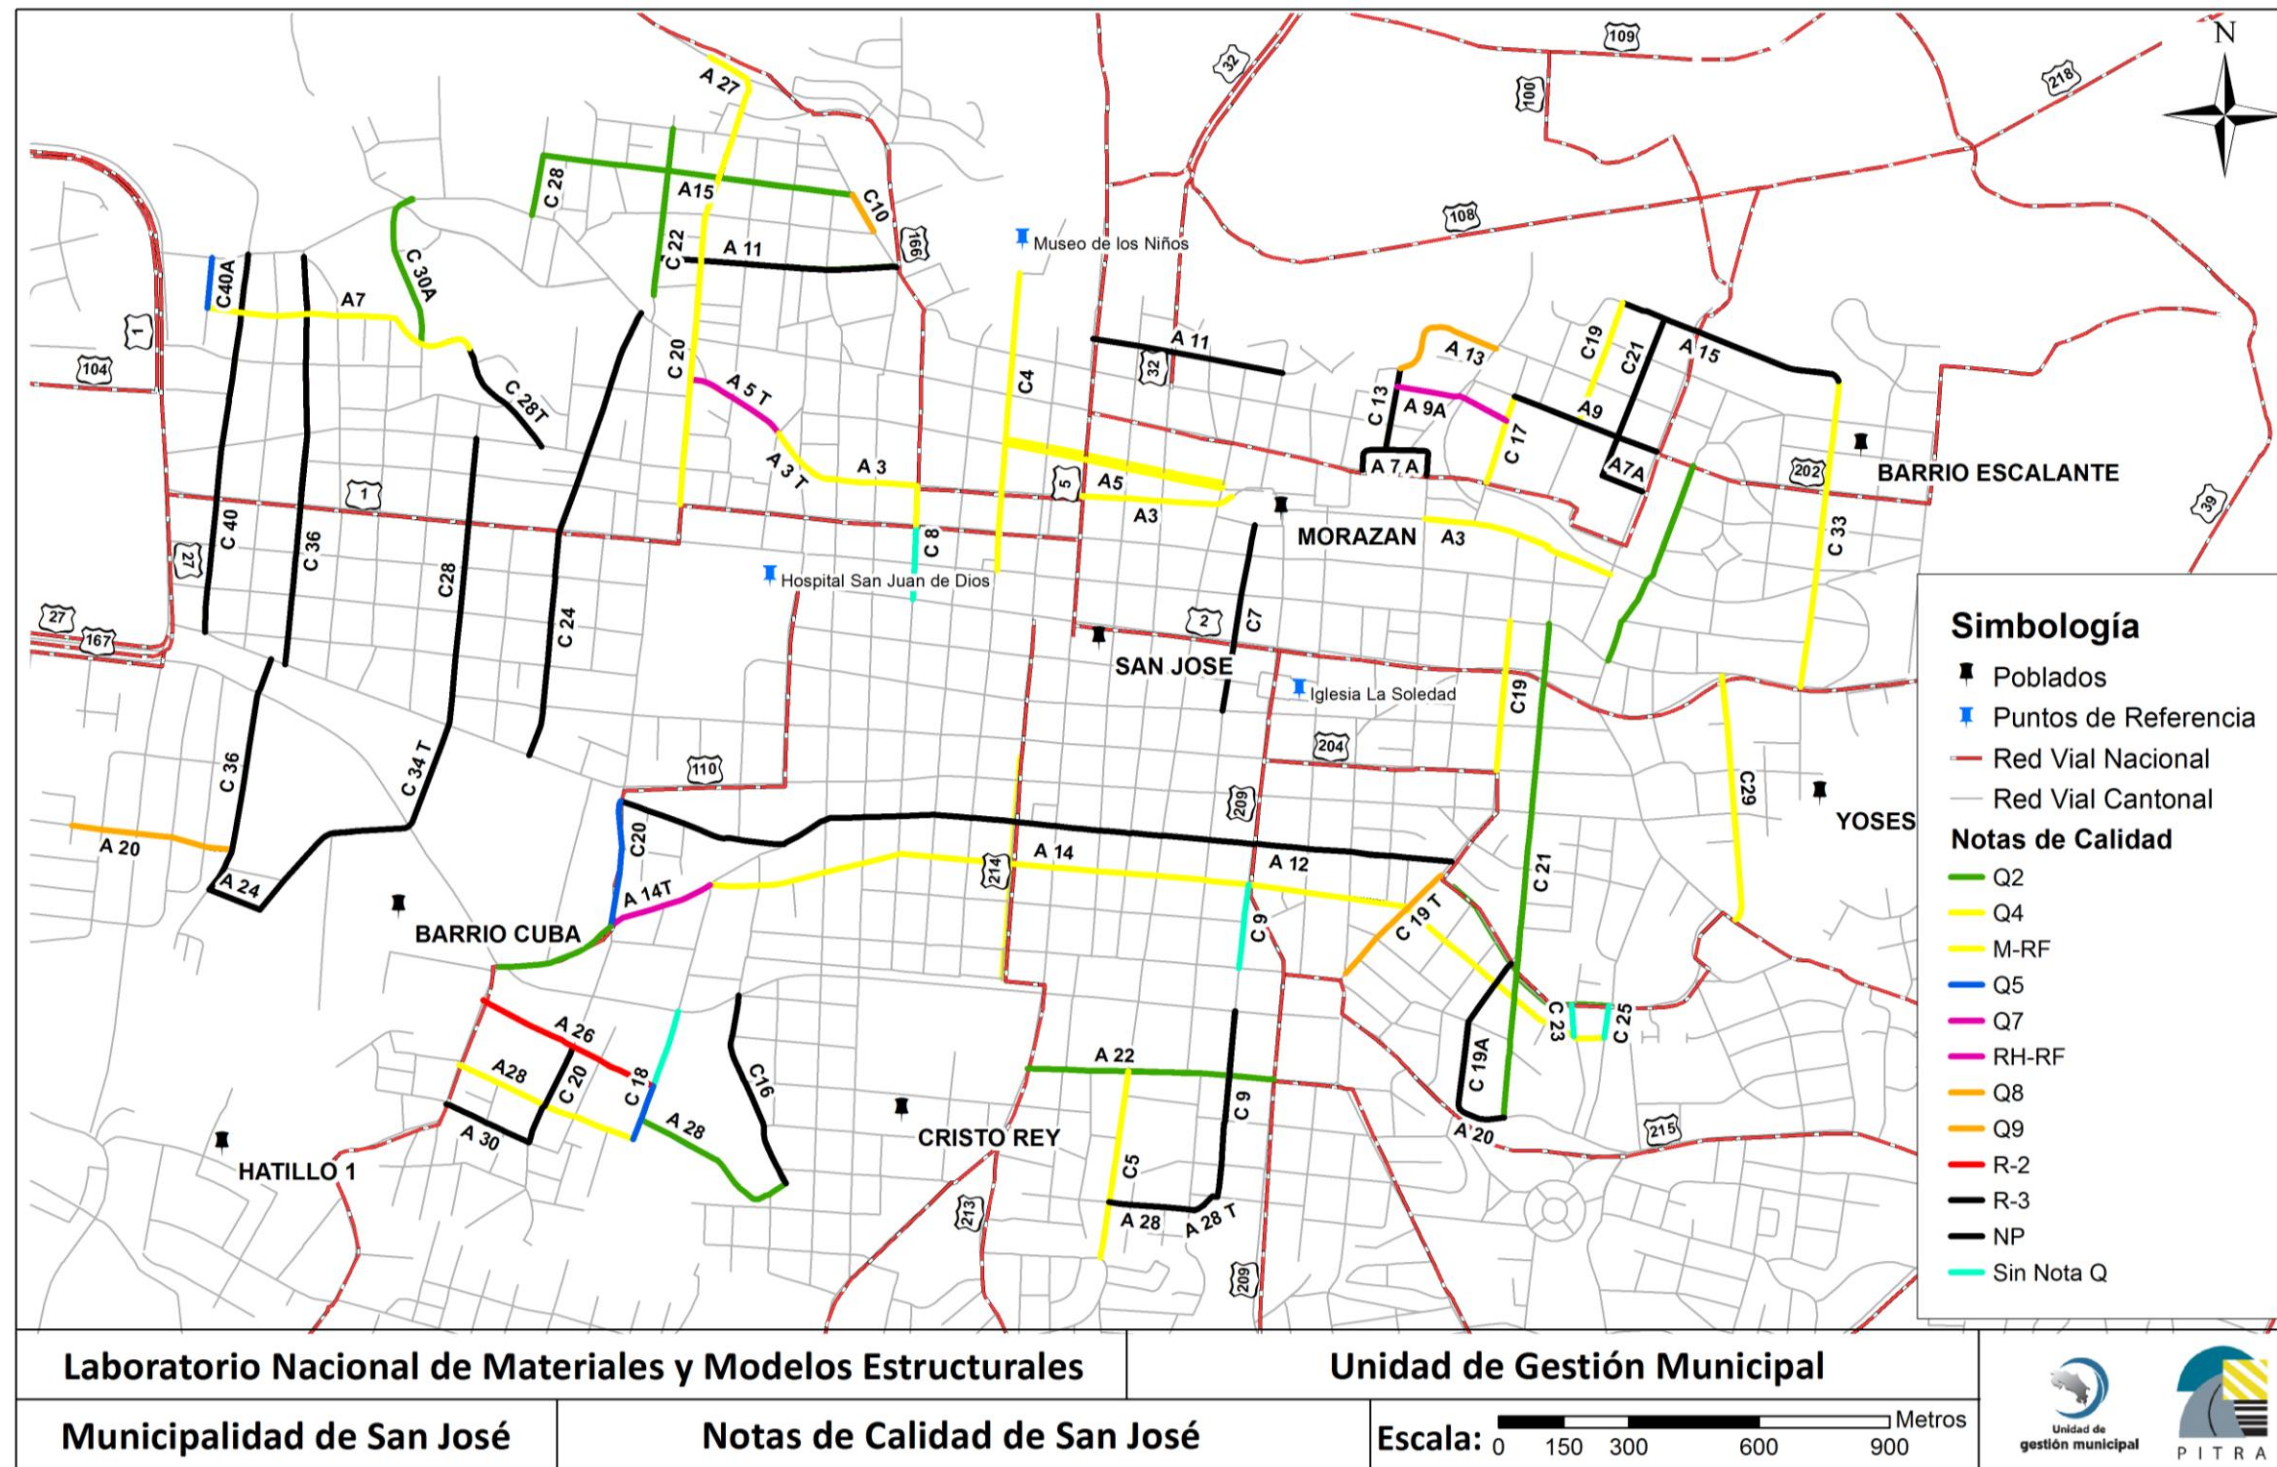 N
109
32
100
218
A 27
C 28
A15
C10
108
C 22
A 11
166
Museo de los Niños
C40A
C 30A
A7
1
104
C 28T
C 20
A 5 T
C4
A 11
32
A 13
C19
C21
A 15
C 13
A 9A
A9
C 17
A 7 A
A7A
202
BARRIO ESCALANTE
39
A 3 T
A 3
5
A5
A3
MORAZAN
A3
C 33
1
C 40
C 36
27
C28
C 24
C 8
Hospital San Juan de Dios
27
167
2
C7
SAN JOSE
Iglesia La Soledad
C19
204
C29
YOSES
110
C 36
C 34 T
209
A 20
C20
A 14
A 12
214
C 21
A 24
A 14T
BARRIO CUBA
C 9
C 19 T
A 26
C 23
C 25
A28
C 20
C 18
C16
A 22
C 19A
A 30
A 28
C 9
CRISTO REY
A 20
215
HATILLO 1
C5
213
A 28
A 28 T
209
Simbología
Poblados
Puntos de Referencia
Red Vial Nacional
Red Vial Cantonal
Notas de Calidad
Q2
Q4
M-RF
Q5
Q7
RH-RF
Q8
Q9
R-2
R-3
NP
Sin Nota Q
Laboratorio Nacional de Materiales y Modelos Estructurales
Unidad de Gestión Municipal
Municipalidad de San José
Notas de Calidad de San José
Escala:
0 150 300 600 900
Metros
Unidad de
gestión municipal
PITRA